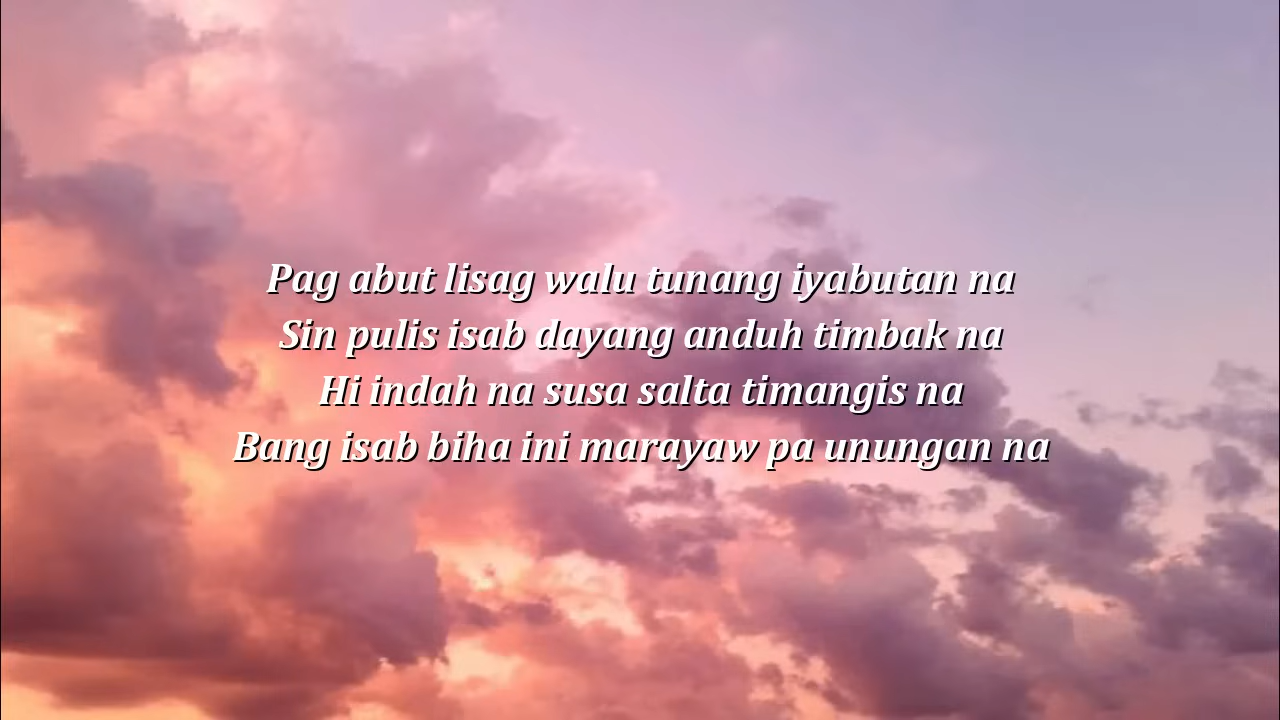 Pag abut lisag walu tunang iyabutan na
Sin pulis isab dayang anduh timbak na
Hi indah na susa salta timangis na
Bang isab biha ini marayaw pa unungan na